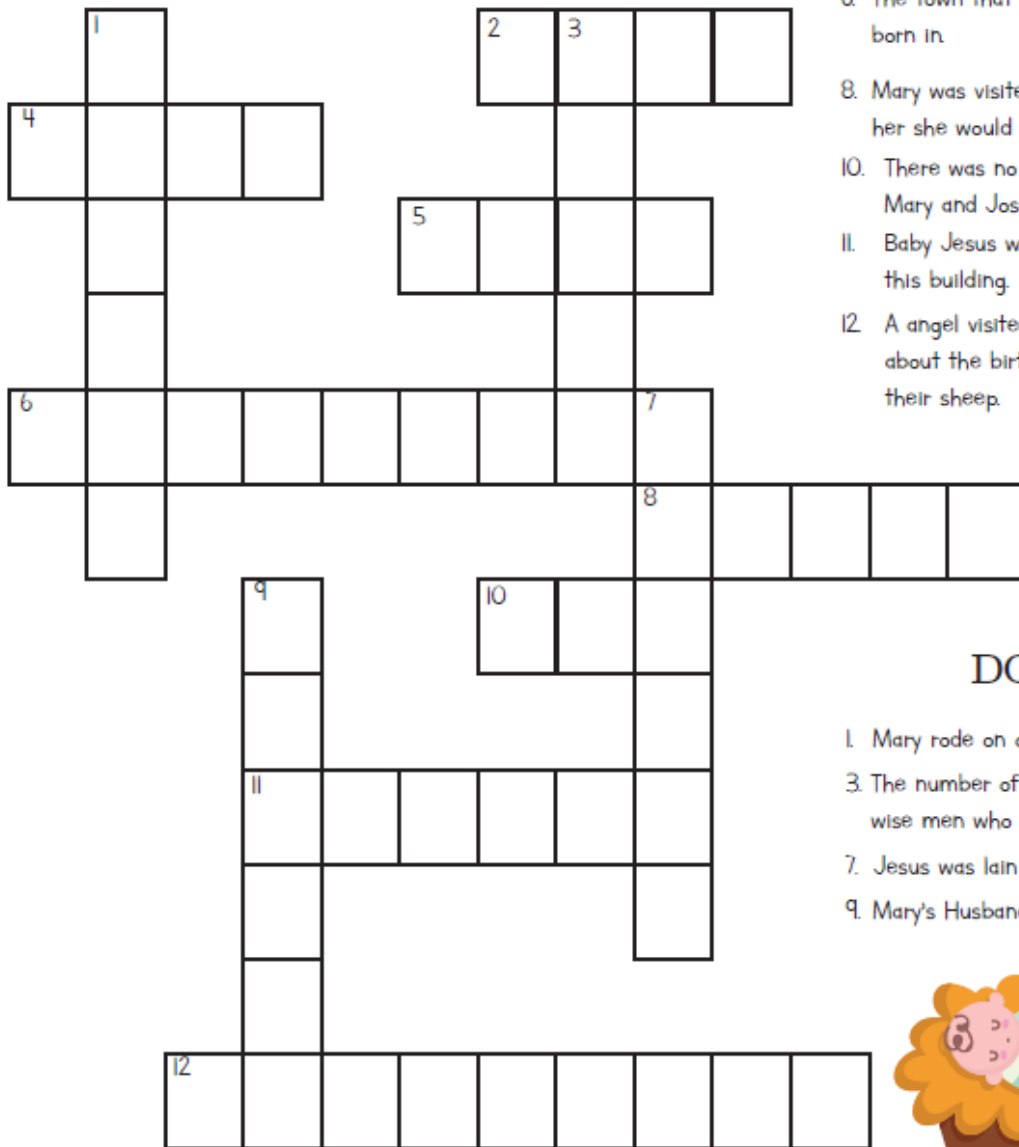 1
2
3
4
5
6
7
8
9
10
11
12
born in.
8. Mary was visite
her she would
10. There was no
Mary and Jos
11. Baby Jesus w
this building.
12. A angel visite
about the birt
their sheep.
DO
1. Mary rode on
3. The number of
wise men who
7. Jesus was lain
9. Mary's Husban